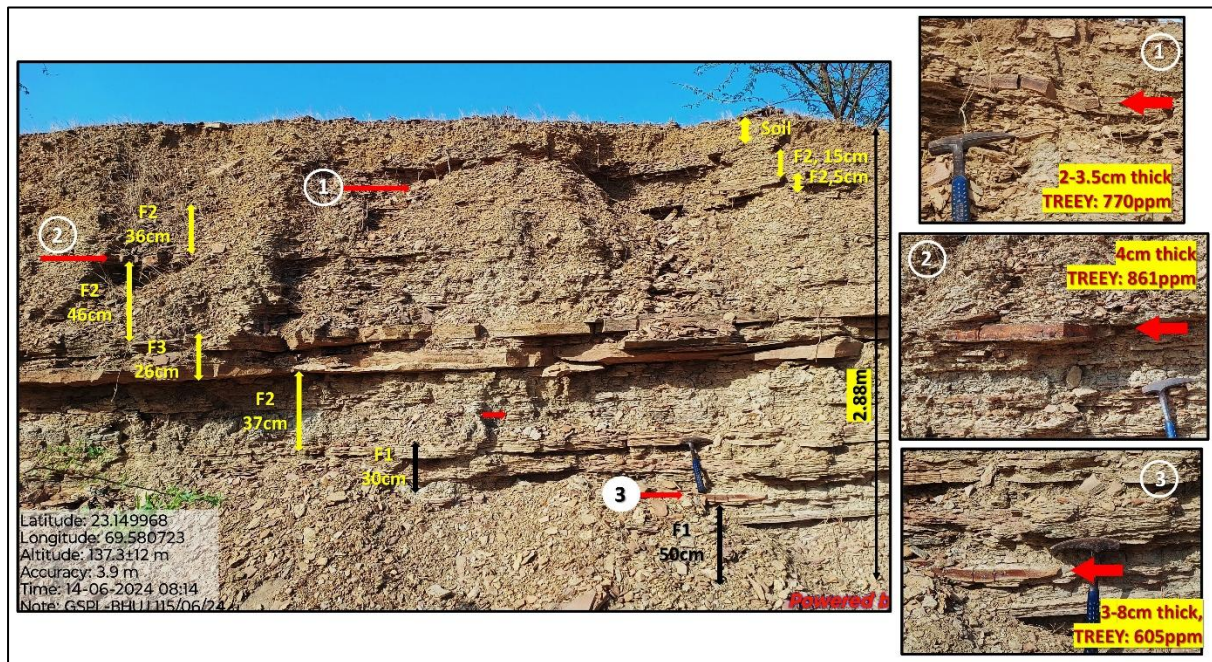 Soil
F2, 15cm
F2,5cm
1
F2
36cm
2
F2
46cm
F3
26cm
F2
37cm
F1
30cm
3
F1
50cm
2.88m
Latitude: 23.149968
Longitude: 69.580723
Altitude: 137.3±12 m
Accuracy: 3.9 m
Time: 14-06-2024 08:14
Note: GSPL-BHUJ
Powered b
1
2-3.5cm thick
TREEY: 770ppm
2
4cm thick
TREEY: 861ppm
3
3-8cm thick,
TREEY: 605ppm